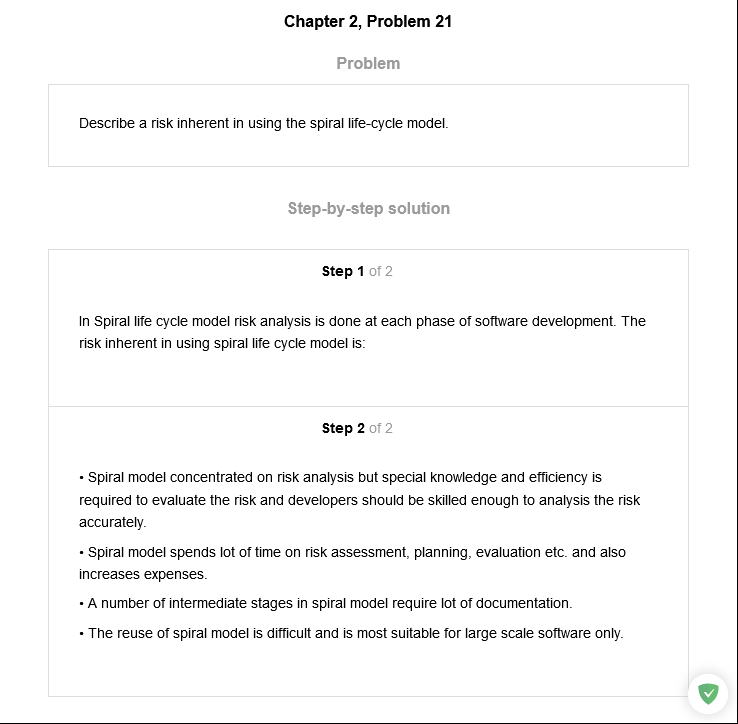 Chapter 2, Problem 21
Problem
Describe a risk inherent in using the spiral life-cycle model.
Step-by-step solution
Step 1 of 2
In Spiral life cycle model risk analysis is done at each phase of software development. The
risk inherent in using spiral life cycle model is:
Step 2 of 2
• Spiral model concentrated on risk analysis but special knowledge and efficiency is
required to evaluate the risk and developers should be skilled enough to analysis the risk
accurately.
• Spiral model spends lot of time on risk assessment, planning, evaluation etc. and also
increases expenses.
• A number of intermediate stages in spiral model require lot of documentation.
• The reuse of spiral model is difficult and is most suitable for large scale software only.